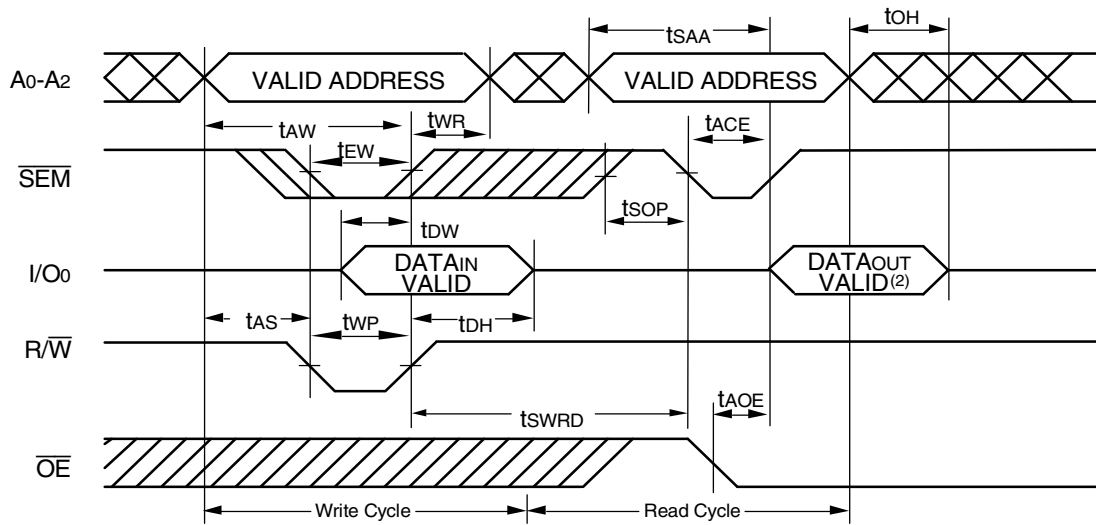 tSAA
tOH
A0-A2
VALID ADDRESS
VALID ADDRESS
tAW
tWR
tACE
tEW
SEM
tSOP
tDW
I/O0
DATAIN
VALID
DATAOUT
VALID(2)
tAS
tWP
tDH
R/W
tSWRD
tAOE
OE
Write Cycle
Read Cycle